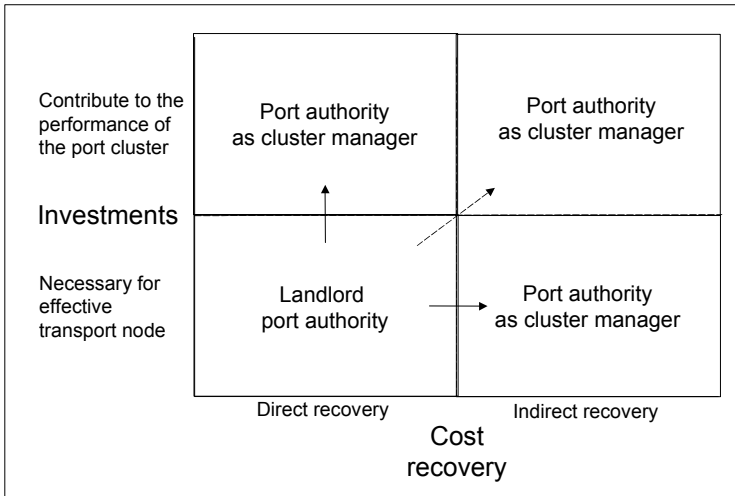 Contribute to the
performance of
the port cluster
Port authority
as cluster manager
Port authority
as cluster manager
Investments
Necessary for
effective
transport node
Landlord
port authority
Port authority
as cluster manager
Direct recovery
Indirect recovery
Cost
recovery